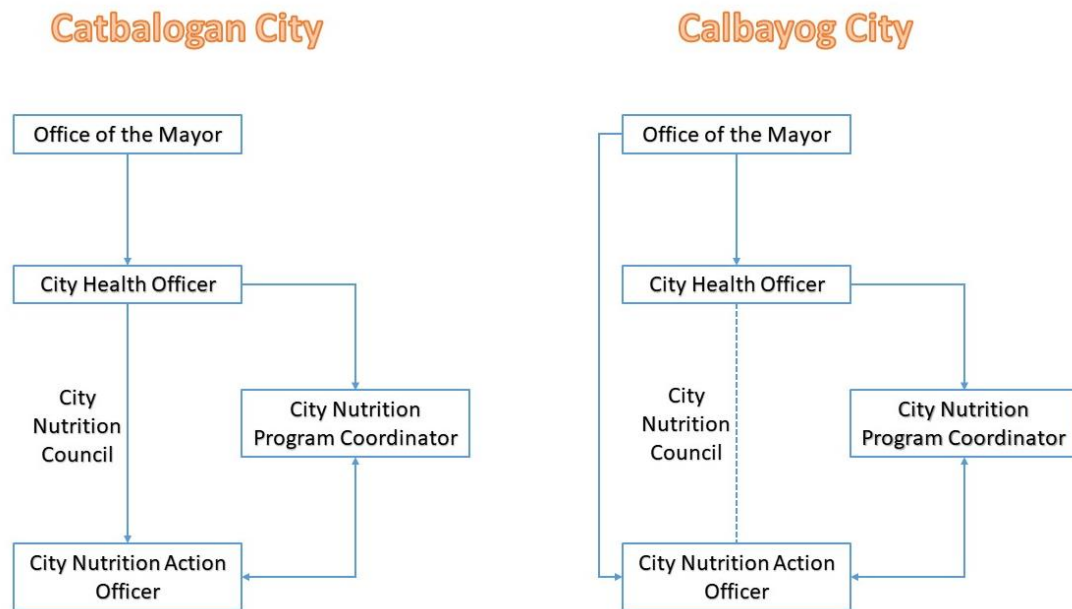 Catbalogan City
Office of the Mayor
City Health Officer
City
Nutrition
Council
City Nutrition
Program Coordinator
City Nutrition Action
Officer
Calbayog City
Office of the Mayor
City Health Officer
City
Nutrition
Council
City Nutrition
Program Coordinator
City Nutrition Action
Officer